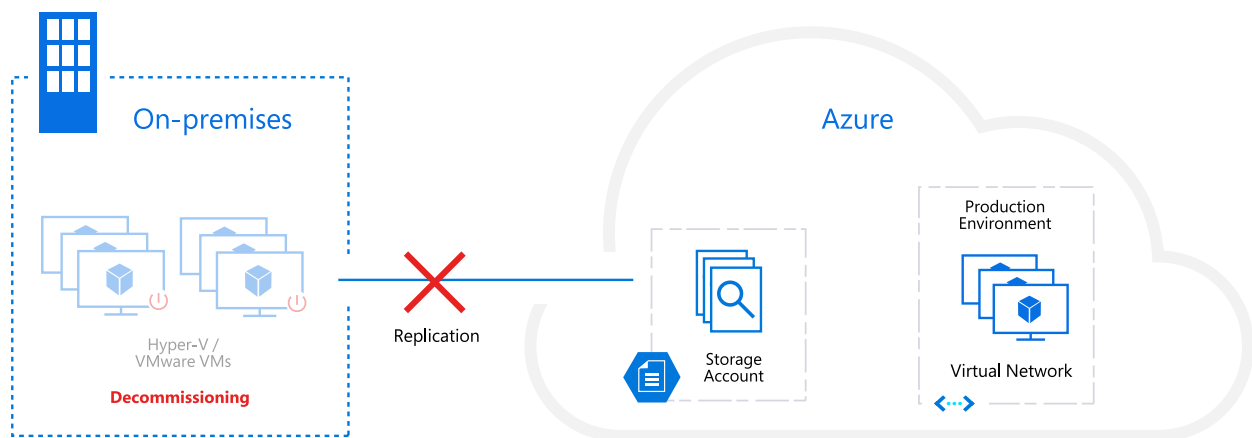 On-premises
Hyper-V /
VMware VMs
Decommissioning
Replication
Azure
Storage
Account
Production
Environment
Virtual Network